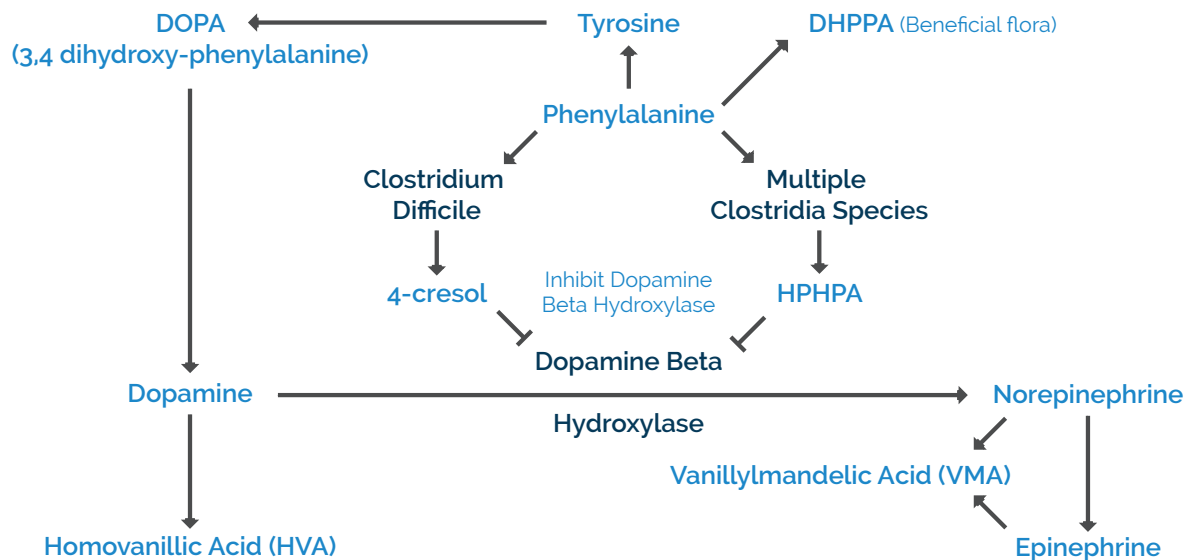 DOPA
(3,4 dihydroxy-phenylalanine)
Tyrosine
DHPPA (Beneficial flora)
Phenylalanine
Clostridium
Difficile
Multiple
Clostridia Species
4-cresol
Inhibit Dopamine
Beta Hydroxylase
HPHPA
Dopamine Beta
Dopamine
Norepinephrine
Hydroxylase
Vanillylmandelic Acid (VMA)
Homovanillic Acid (HVA)
Epinephrine